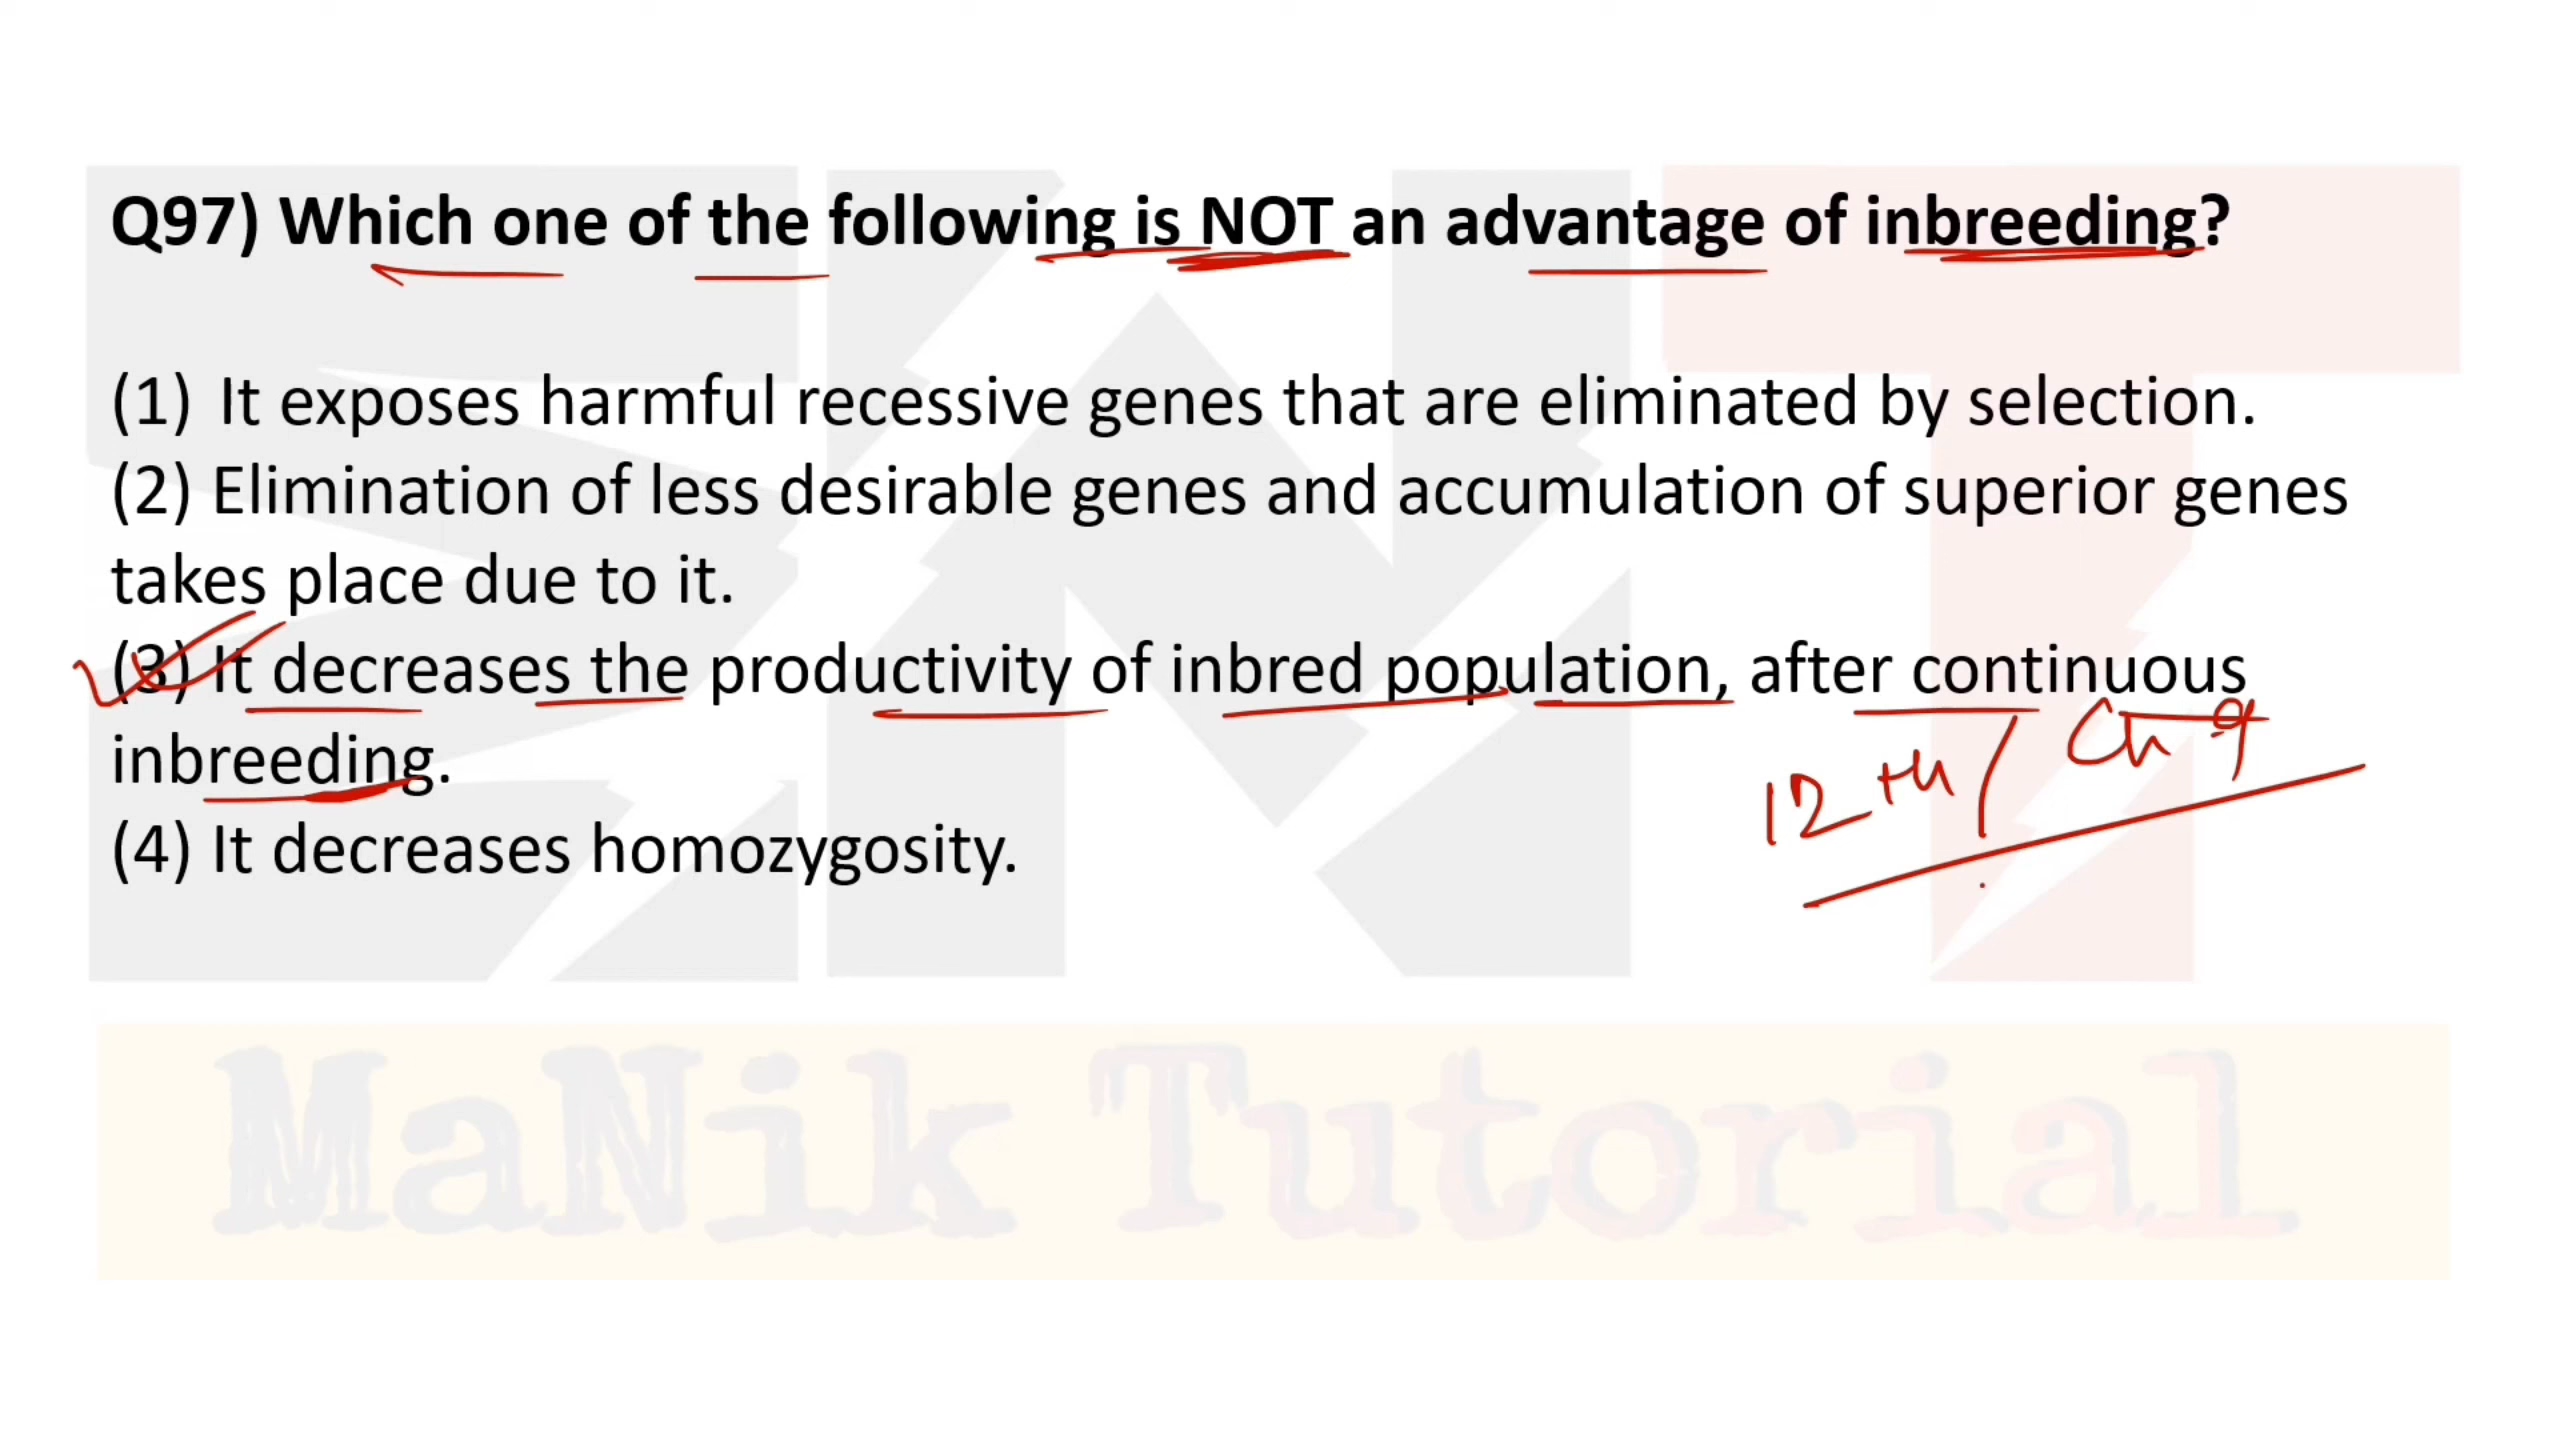 Q97) Which one of the following is NOT an advantage of inbreeding?
(1) It exposes harmful recessive genes that are eliminated by selection.
(2) Elimination of less desirable genes and accumulation of superior genes
takes place due to it.
(3) It decreases the productivity of inbred population, after continuous
inbreeding.
12th / Ch 9
(4) It decreases homozygosity.
MaNik Tutorial